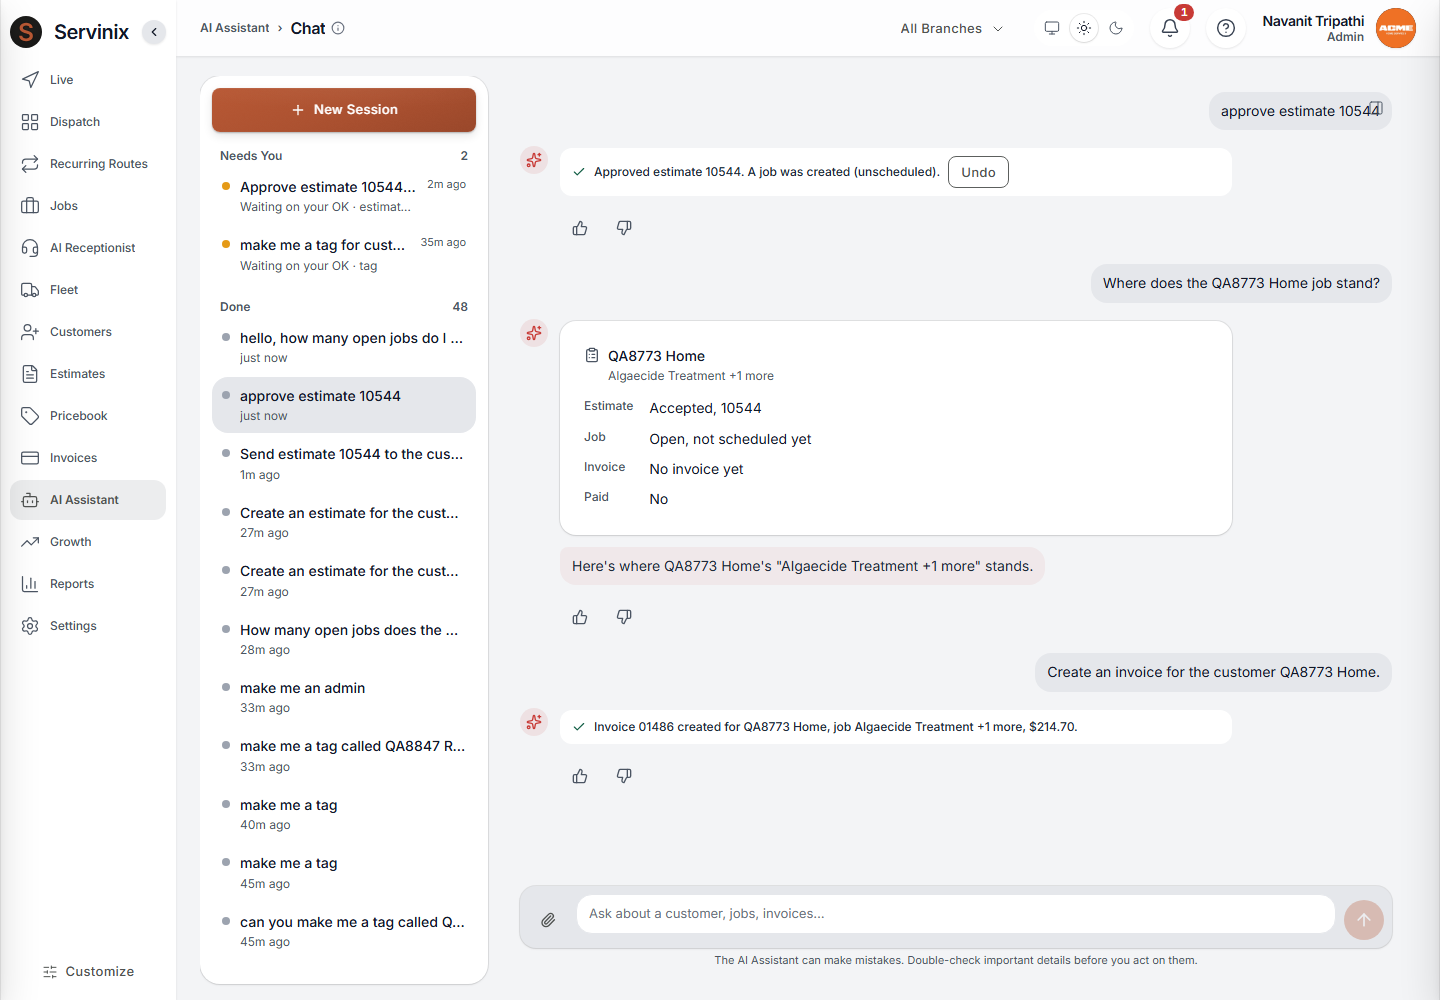 Servinix
Live
Dispatch
Recurring Routes
Jobs
AI Receptionist
Fleet
Customers
Estimates
Pricebook
Invoices
AI Assistant
Growth
Reports
Settings
Customize
AI Assistant › Chat
All Branches
1
Navanit Tripathi
Admin
ACME
+ New Session
Needs You 2
Approve estimate 10544... 2m ago
Waiting on your OK · estimat...
make me a tag for cust... 35m ago
Waiting on your OK · tag
Done 48
hello, how many open jobs do I ...
just now
approve estimate 10544
just now
Send estimate 10544 to the cus...
1m ago
Create an estimate for the cust...
27m ago
Create an estimate for the cust...
27m ago
How many open jobs does the ...
28m ago
make me an admin
33m ago
make me a tag called QA8847 R...
33m ago
make me a tag
40m ago
make me a tag
45m ago
can you make me a tag called Q...
45m ago
approve estimate 10544
Approved estimate 10544. A job was created (unscheduled). Undo
Where does the QA8773 Home job stand?
QA8773 Home
Algaecide Treatment +1 more
Estimate Accepted, 10544
Job Open, not scheduled yet
Invoice No invoice yet
Paid No
Here's where QA8773 Home's "Algaecide Treatment +1 more" stands.
Create an invoice for the customer QA8773 Home.
Invoice 01486 created for QA8773 Home, job Algaecide Treatment +1 more, $214.70.
Ask about a customer, jobs, invoices...
The AI Assistant can make mistakes. Double-check important details before you act on them.